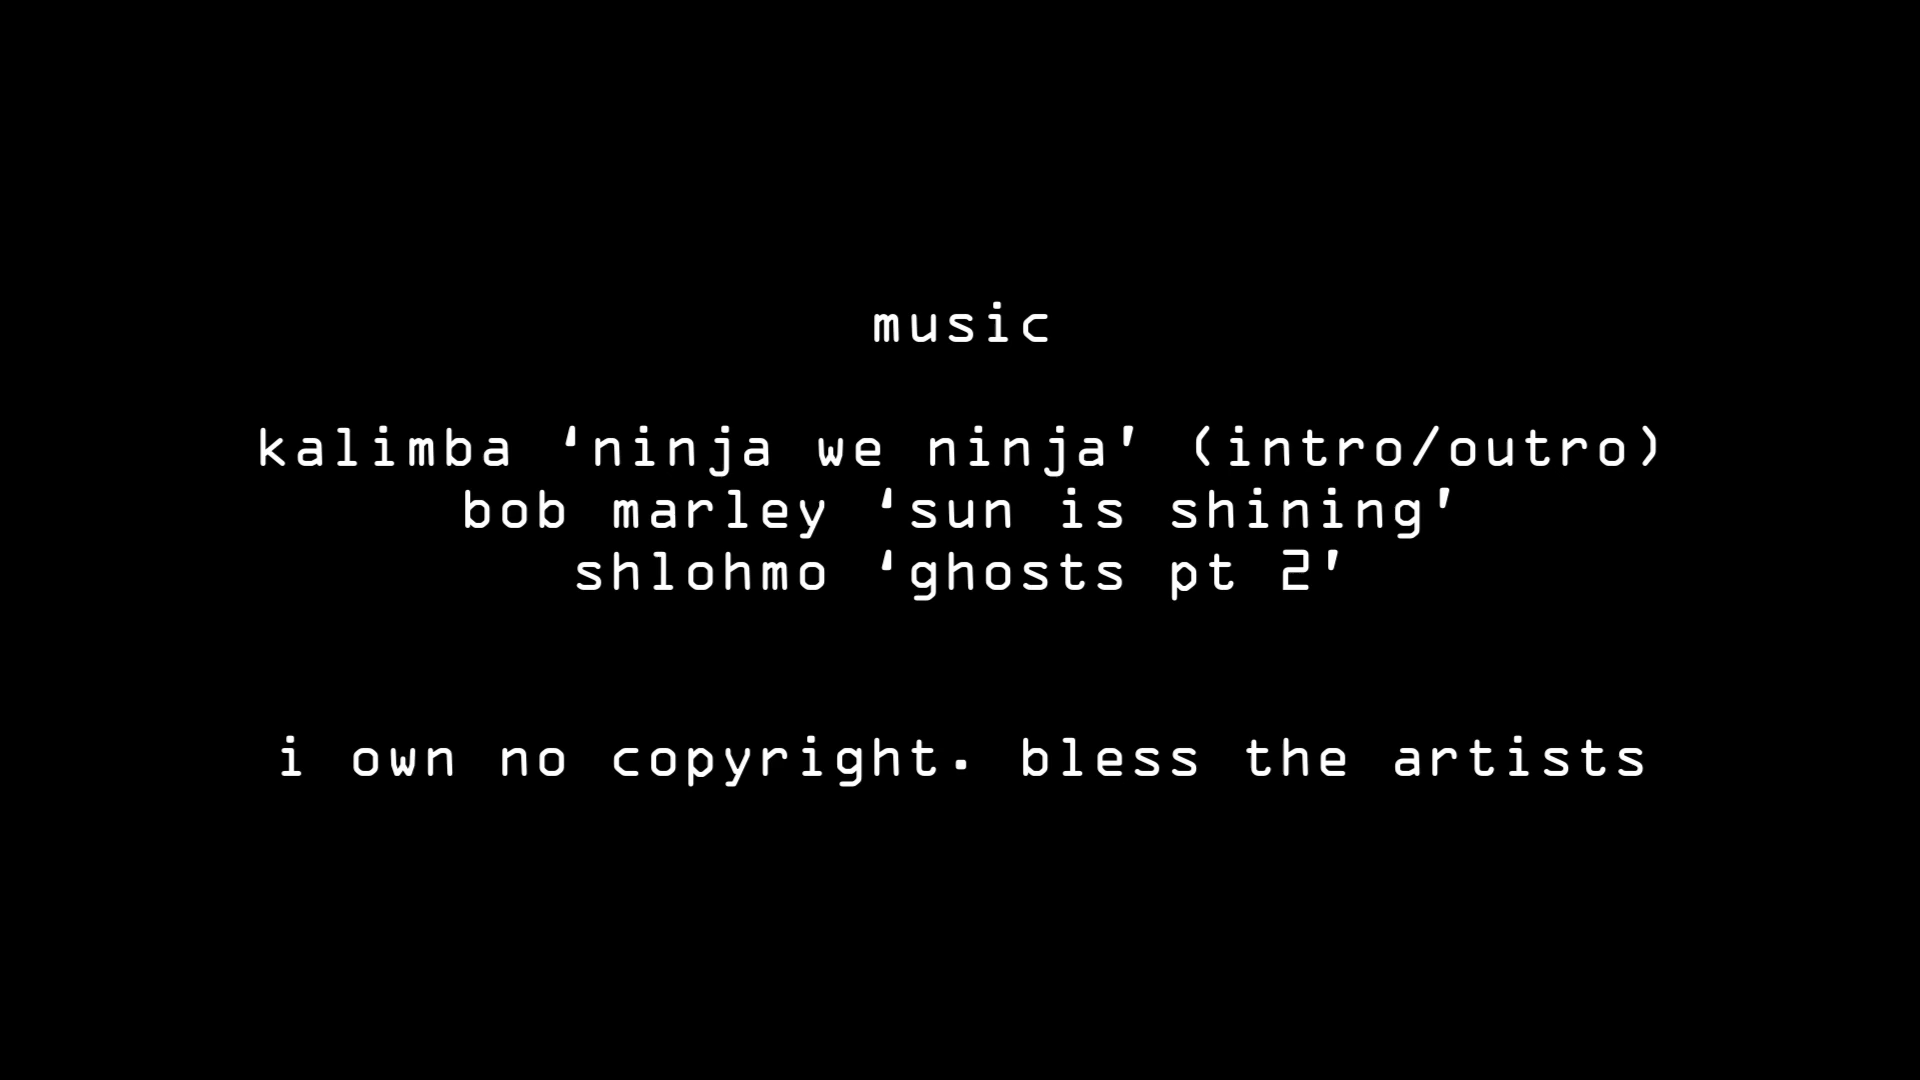 music
kalimba ‘ninja we ninja’ (intro/outro)
bob marley ‘sun is shining’
shlohmo ‘ghosts pt 2’
i own no copyright. bless the artists